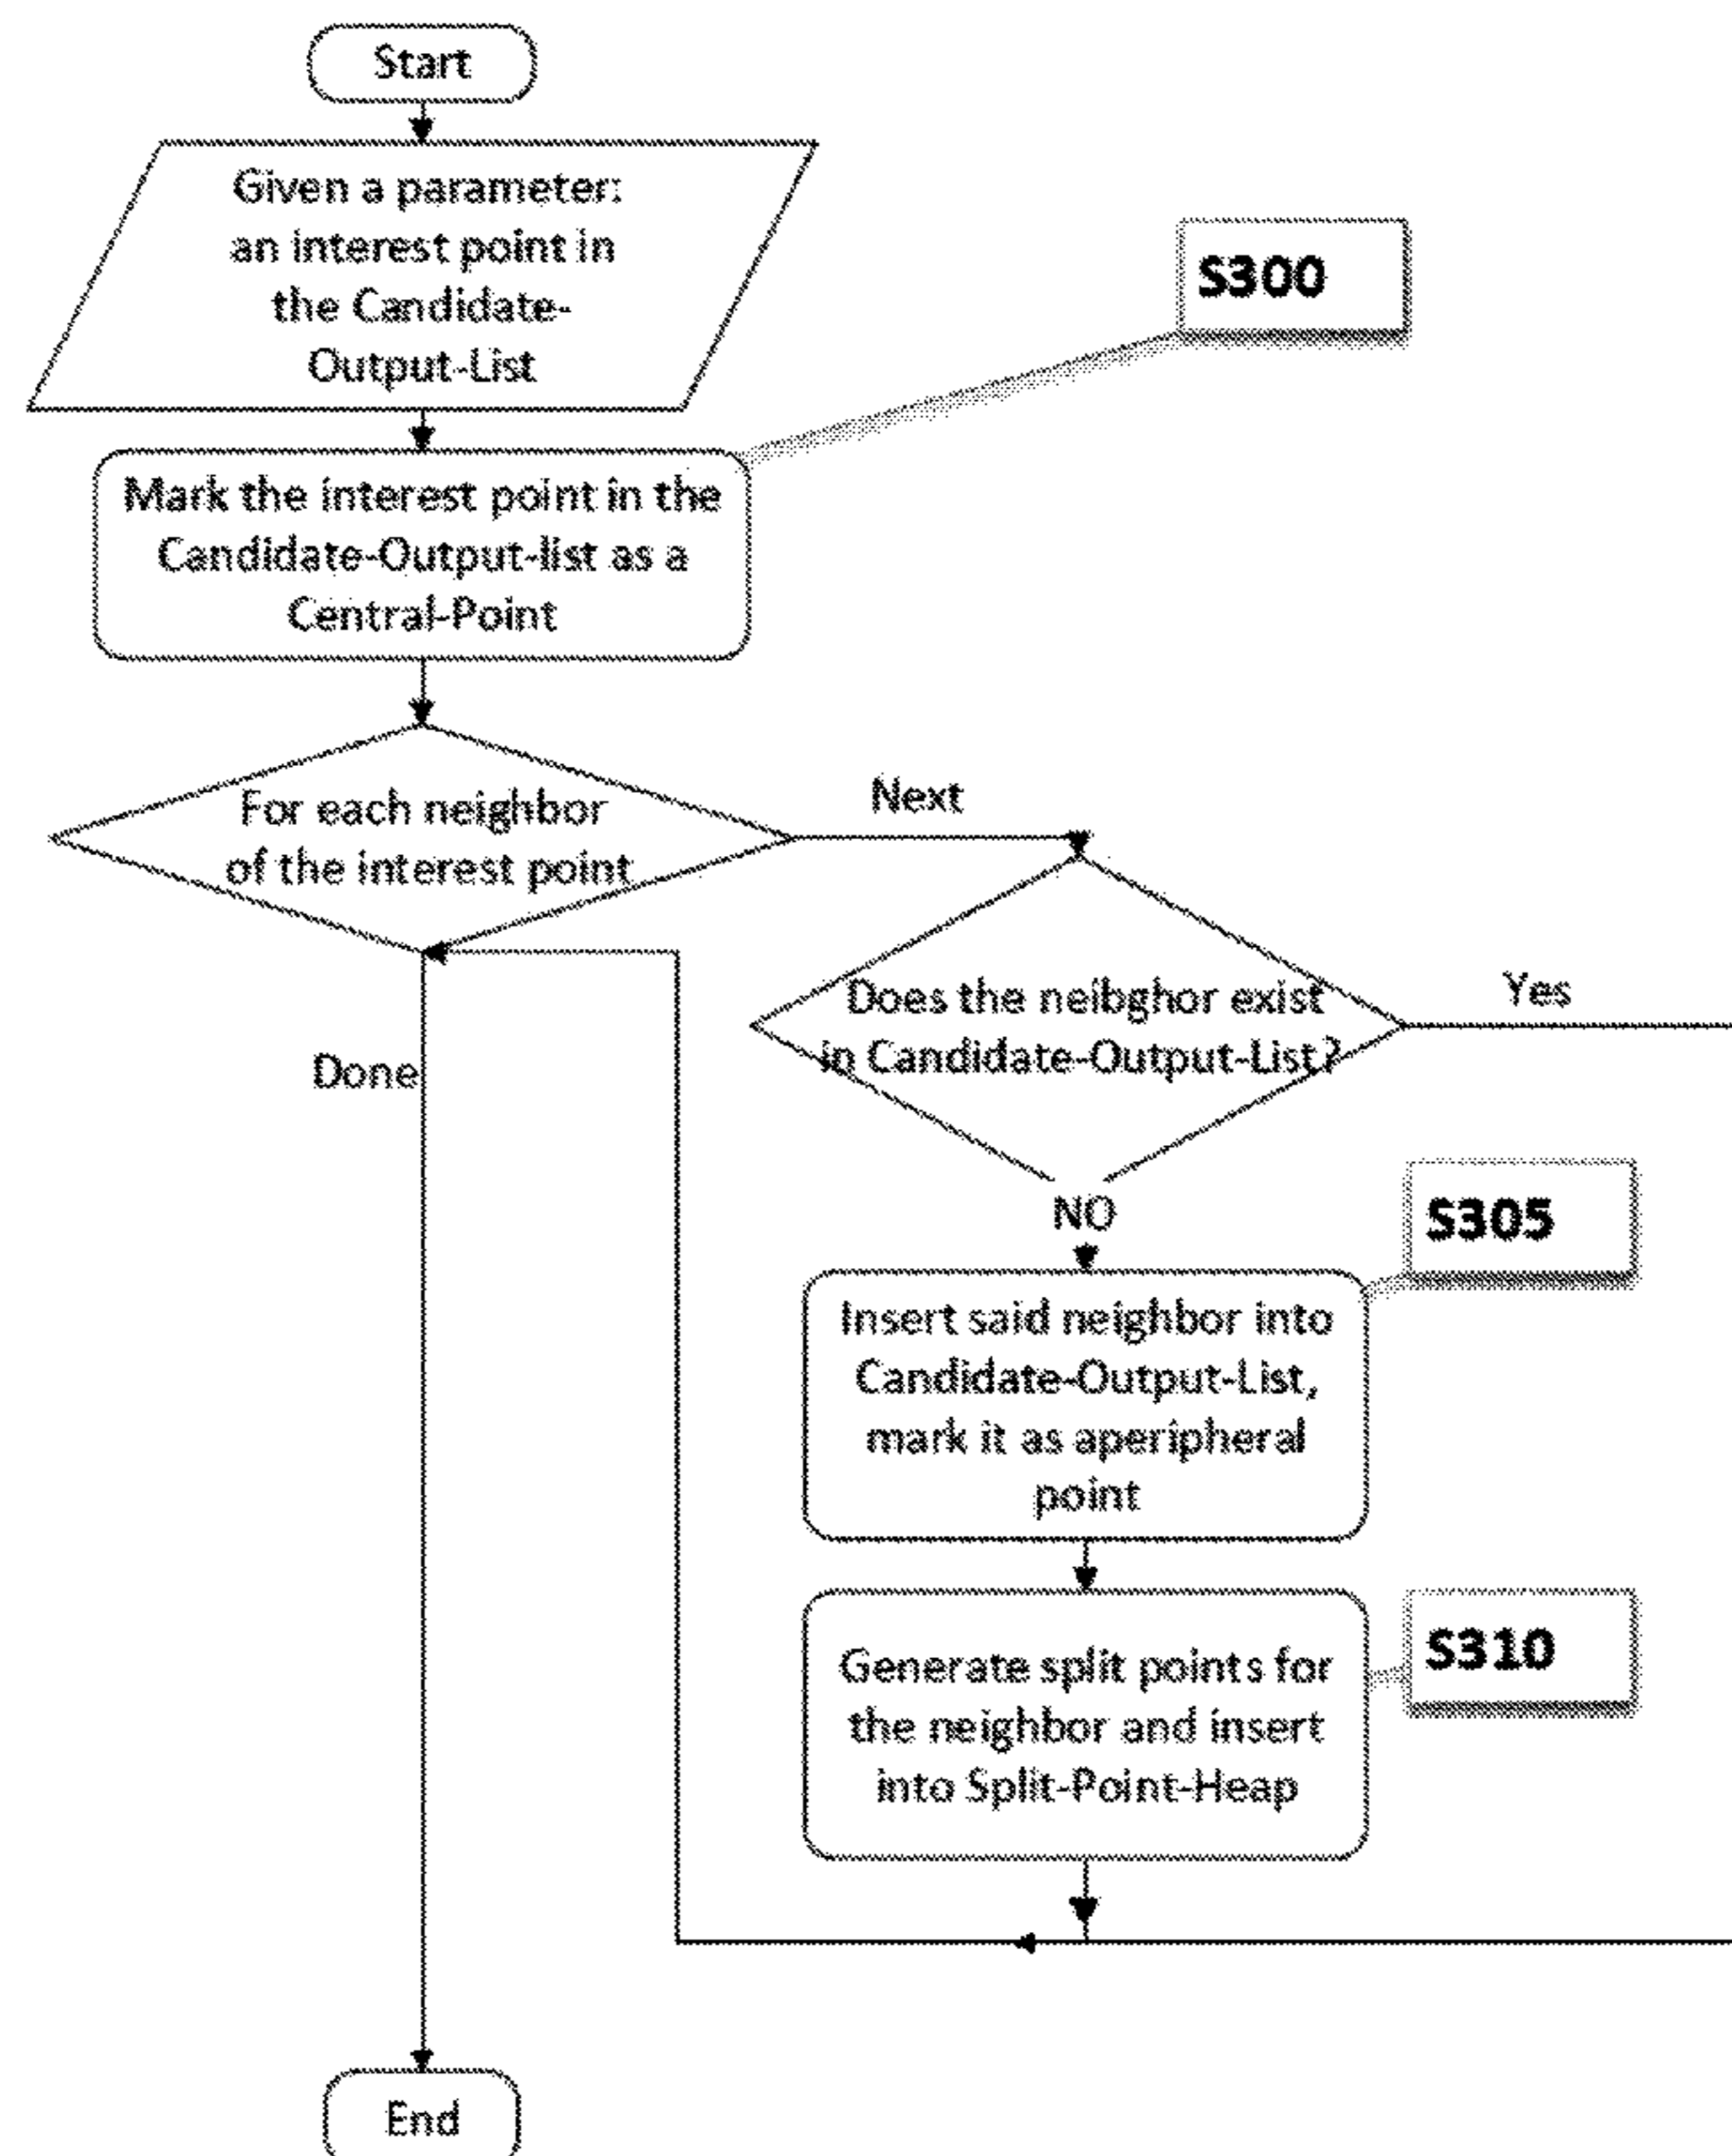 Start
Given a parameter:
an interest point in
the Candidate-
Output-List
S300
Mark the interest point in the
Candidate-Output-list as a
Central-Point
For each neighbor
of the interest point
Next
Does the neibghor exist
in Candidate-Output-List?
Yes
Done
NO
S305
Insert said neighbor into
Candidate-Output-List,
mark it as aperipheral
point
S310
Generate split points for
the neighbor and insert
into Split-Point-Heap
End